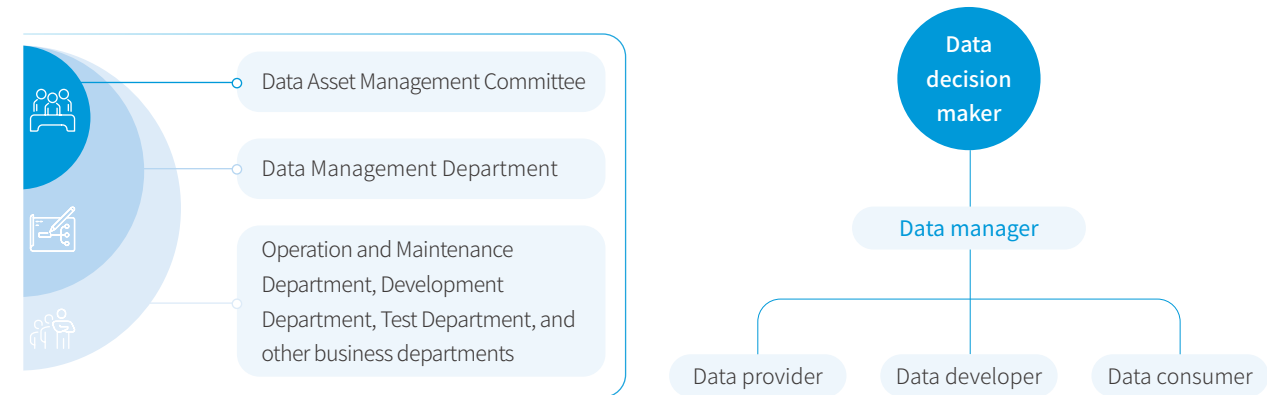 Data Asset Management Committee
Data Management Department
Operation and Maintenance
Department, Development
Department, Test Department, and
other business departments
Data
decision
maker
Data manager
Data provider
Data developer
Data consumer